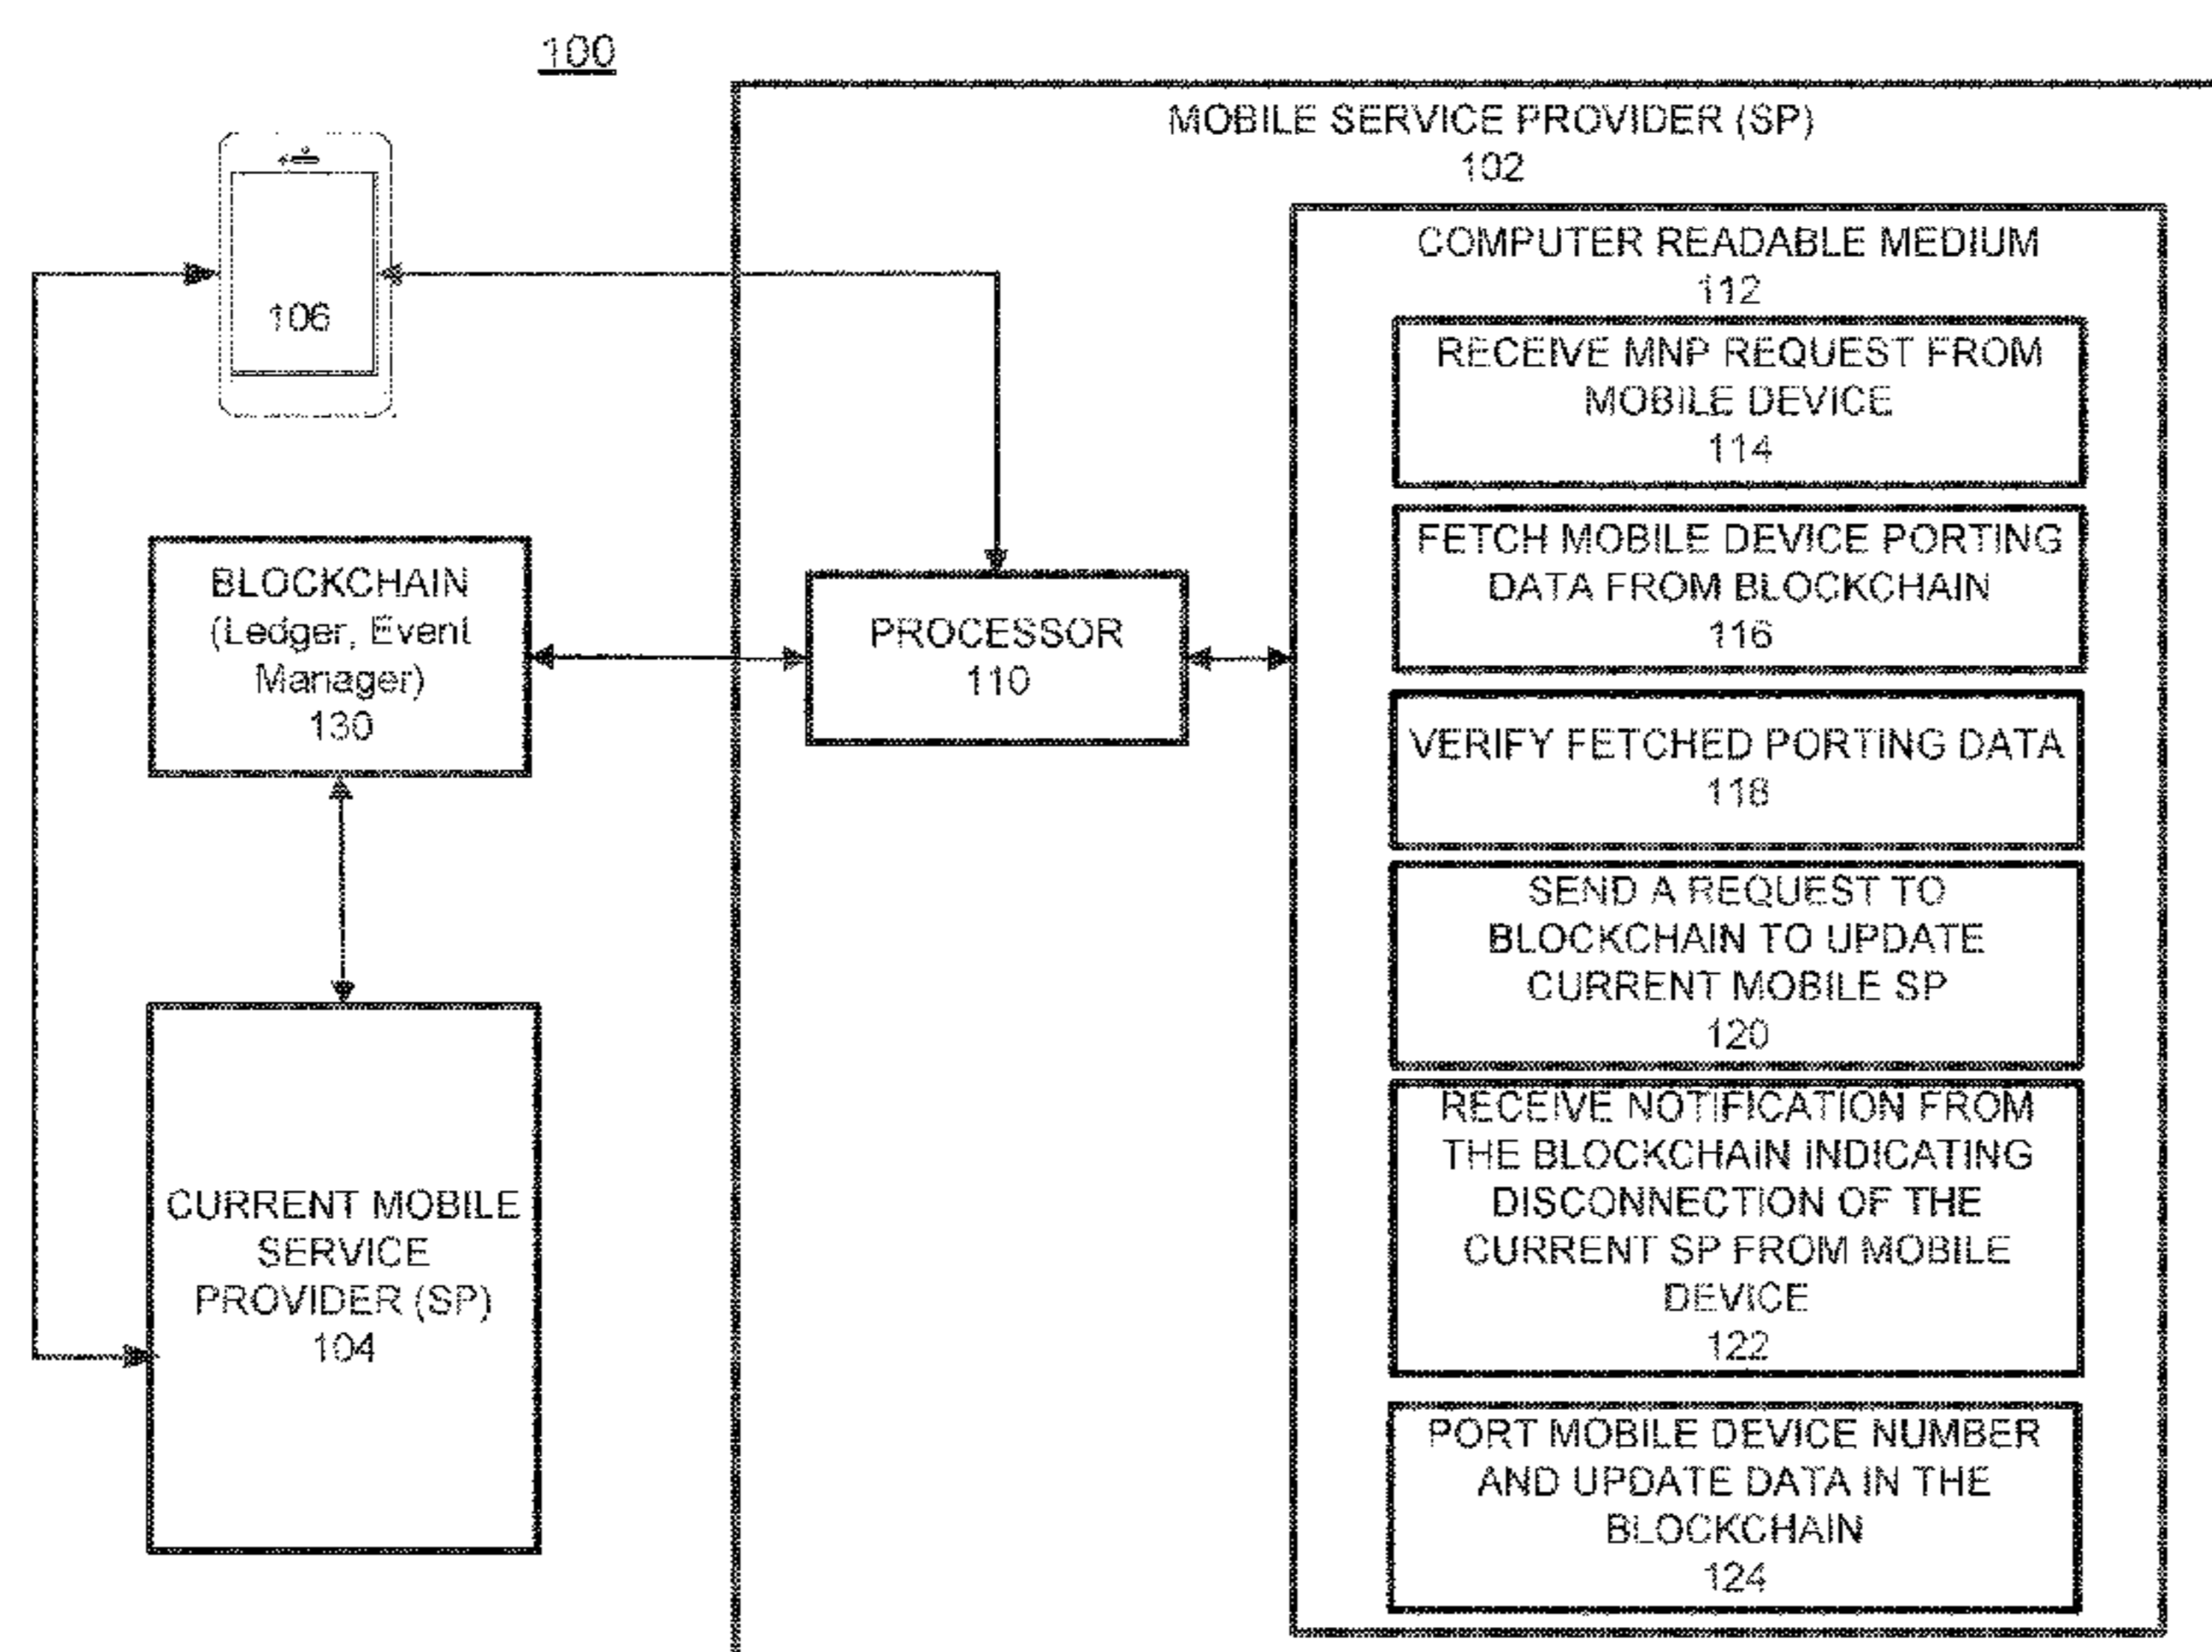 100
MOBILE SERVICE PROVIDER (SP)
102
106
COMPUTER READABLE MEDIUM
112
RECEIVE MNP REQUEST FROM
MOBILE DEVICE
114
FETCH MOBILE DEVICE PORTING
DATA FROM BLOCKCHAIN
116
BLOCKCHAIN
(Ledger, Event
Manager)
130
PROCESSOR
110
VERIFY FETCHED PORTING DATA
118
SEND A REQUEST TO
BLOCKCHAIN TO UPDATE
CURRENT MOBILE SP
120
CURRENT MOBILE
SERVICE
PROVIDER (SP)
104
RECEIVE NOTIFICATION FROM
THE BLOCKCHAIN INDICATING
DISCONNECTION OF THE
CURRENT SP FROM MOBILE
DEVICE
122
PORT MOBILE DEVICE NUMBER
AND UPDATE DATA IN THE
BLOCKCHAIN
124